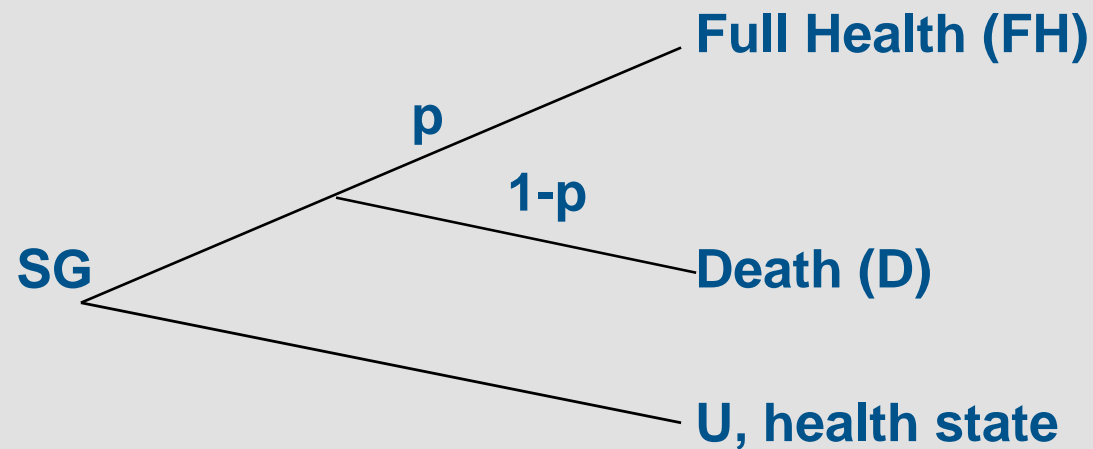 Full Health (FH)
p
1-p
SG
Death (D)
U, health state